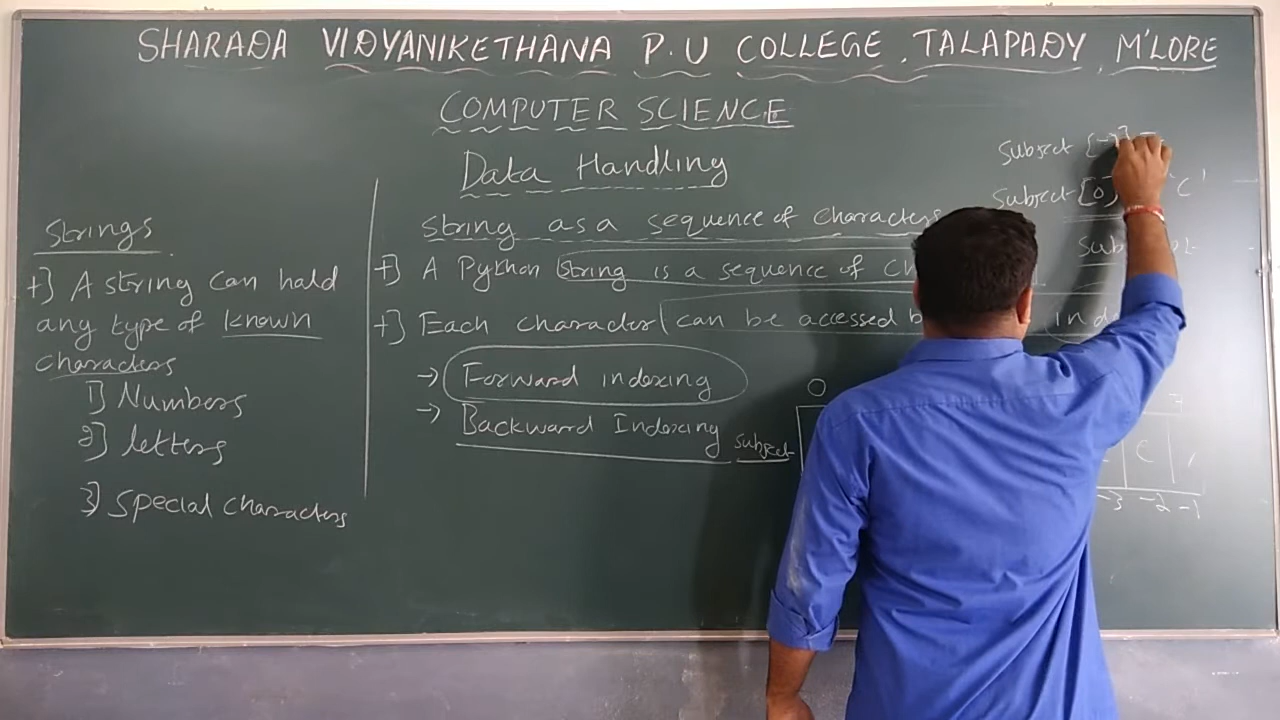 SHARADA VIDYANIKETHANA P.U COLLEGE, TALAPADY, M'LORE
COMPUTER SCIENCE
Data Handling
Strings
+] A string can hold
any type of known
characters
1] Numbers
2] letters
3] Special characters
String as a sequence of characters
+] A Python string is a sequence of
+] Each character can be accessed
→ Forward indexing
→ Backward Indexing
Subject
Subject [0] 'C'
subject
0
C
-3 -2 -1